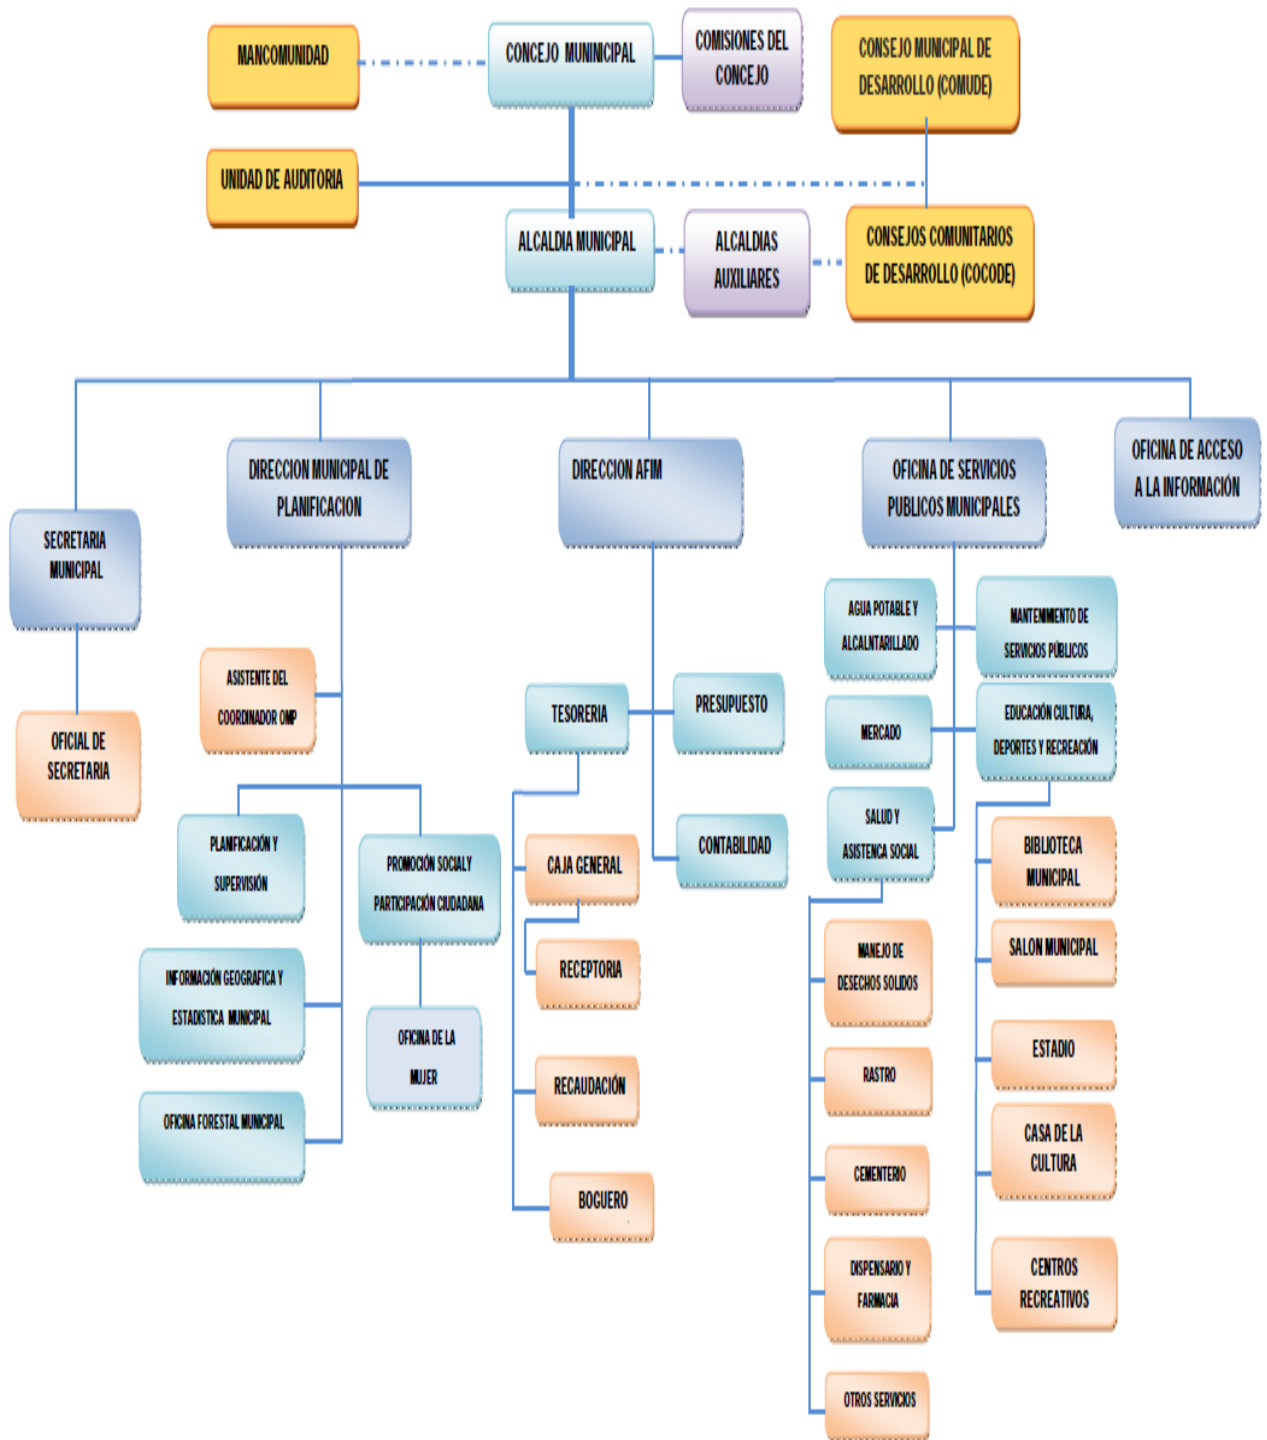 MANCOMUNIDAD
CONCEJO MUNINICIPAL
COMISIONES DEL
CONCEJO
CONSEJO MUNICIPAL DE
DESARROLLO (COMUDE)
UNIDAD DE AUDITORIA
ALCALDIA MUNICIPAL
ALCALDIAS
AUXILIARES
CONSEJOS COMUNITARIOS
DE DESARROLLO (COCODE)
SECRETARIA
MUNICIPAL
DIRECCION MUNICIPAL DE
PLANIFICACION
DIRECCION AFIM
OFICINA DE SERVICIOS
PUBLICOS MUNICIPALES
OFICINA DE ACCESO
A LA INFORMACIÓN
OFICIAL DE
SECRETARIA
ASISTENTE DEL
COORDINADOR OMP
PLANIFICACIÓN Y
SUPERVISIÓN
PROMOCIÓN SOCIAL Y
PARTICIPACIÓN CIUDADANA
INFORMACIÓN GEOGRAFICA Y
ESTADISTICA MUNICIPAL
OFICINA DE LA
MUJER
OFICINA FORESTAL MUNICIPAL
TESORERIA
PRESUPUESTO
CONTABILIDAD
CAJA GENERAL
RECEPTORIA
RECAUDACIÓN
BOGUERO
AGUA POTABLE Y
ALCALNTARILLADO
MANTENIMIENTO DE
SERVICIOS PÚBLICOS
MERCADO
EDUCACIÓN CULTURA,
DEPORTES Y RECREACIÓN
SALUD Y
ASISTENCA SOCIAL
MANEJO DE
DESECHOS SOLIDOS
RASTRO
CEMENTERIO
DISPENSARIO Y
FARMACIA
OTROS SERVICIOS
BIBLIOTECA
MUNICIPAL
SALON MUNICIPAL
ESTADIO
CASA DE LA
CULTURA
CENTROS
RECREATIVOS